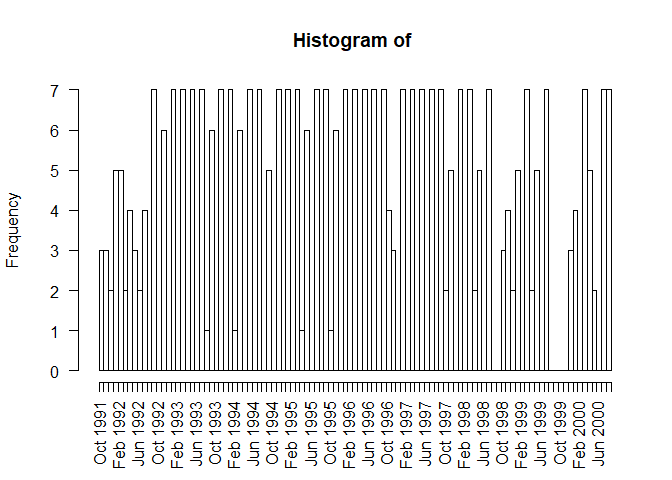 Histogram of
Frequency
7
6
5
4
3
2
1
0
Oct 1991
Feb 1992
Jun 1992
Oct 1992
Feb 1993
Jun 1993
Oct 1993
Feb 1994
Jun 1994
Oct 1994
Feb 1995
Jun 1995
Oct 1995
Feb 1996
Jun 1996
Oct 1996
Feb 1997
Jun 1997
Oct 1997
Feb 1998
Jun 1998
Oct 1998
Feb 1999
Jun 1999
Oct 1999
Feb 2000
Jun 2000